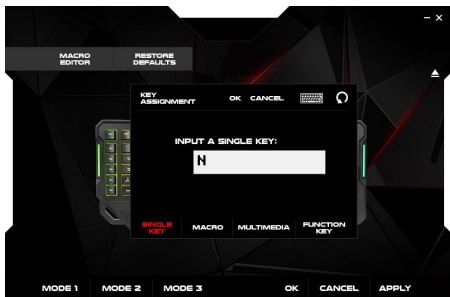 MACRO EDITOR
RESTORE DEFAULTS
KEY ASSIGNMENT
OK CANCEL
INPUT A SINGLE KEY:
N
SINGLE KEY
MACRO
MULTIMEDIA
FUNCTION KEY
MODE 1 MODE 2 MODE 3 OK CANCEL APPLY